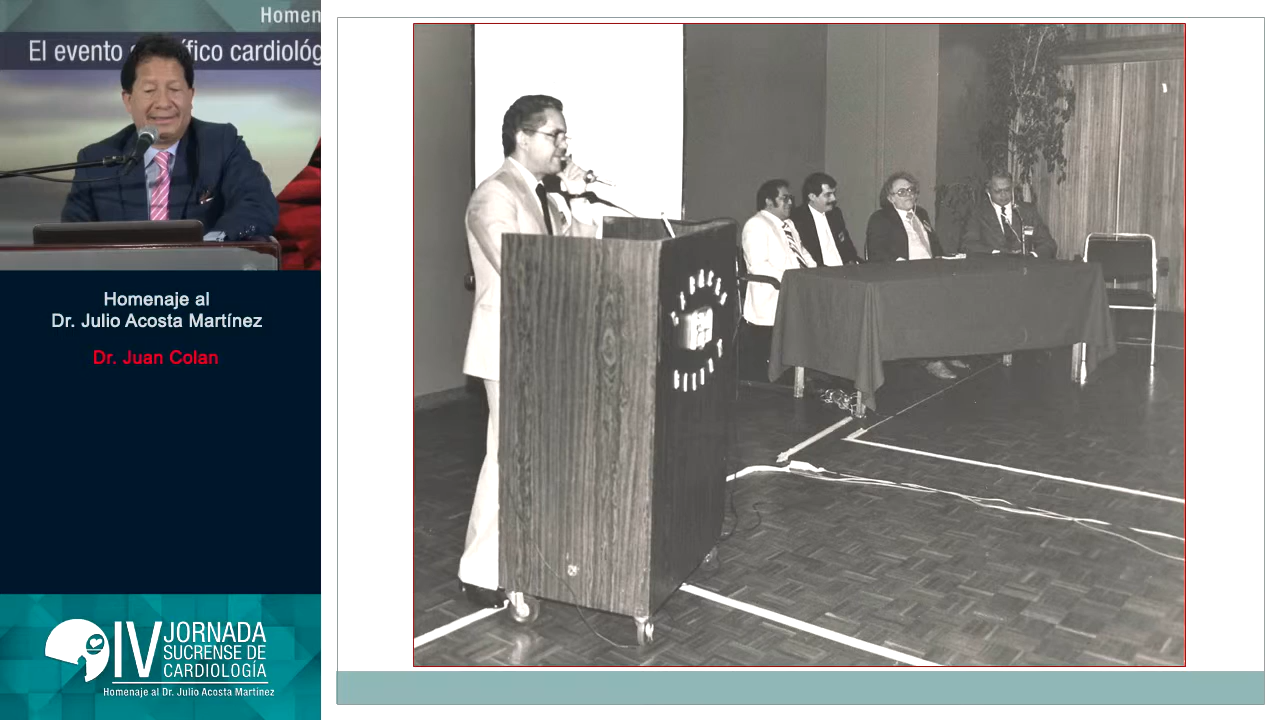 Homen
El evento
fico cardiológ
Homenaje al
Dr. Julio Acosta Martínez
Dr. Juan Colan
IV JORNADA
SUCRENSE DE
CARDIOLOGÍA
Homenaje al Dr. Julio Acosta Martínez